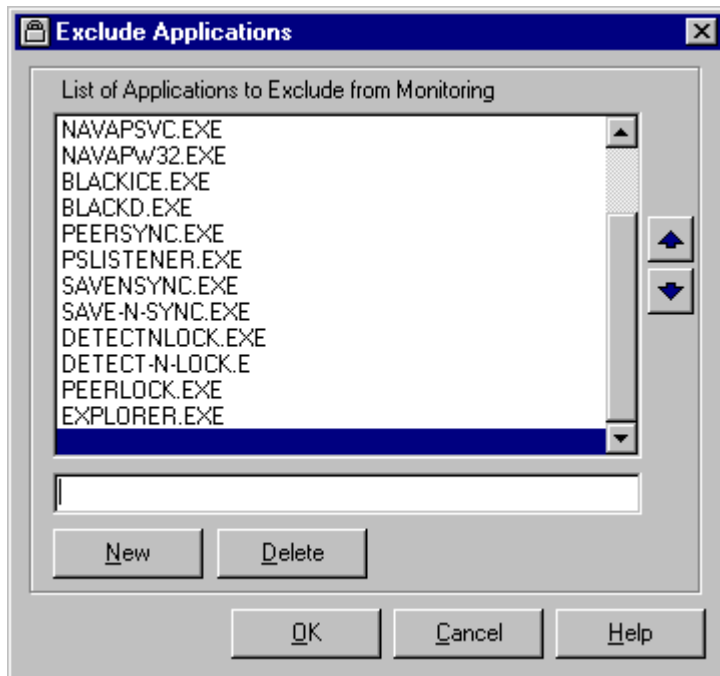 Exclude Applications
List of Applications to Exclude from Monitoring
NAVAPSVC.EXE
NAVAPW32.EXE
BLACKICE.EXE
BLACKD.EXE
PEERSYNC.EXE
PSLISTENER.EXE
SAVENSYNC.EXE
SAVE-N-SYNC.EXE
DETECTNLOCK.EXE
DETECT-N-LOCK.E
PEERLOCK.EXE
EXPLORER.EXE
New Delete
OK Cancel Help